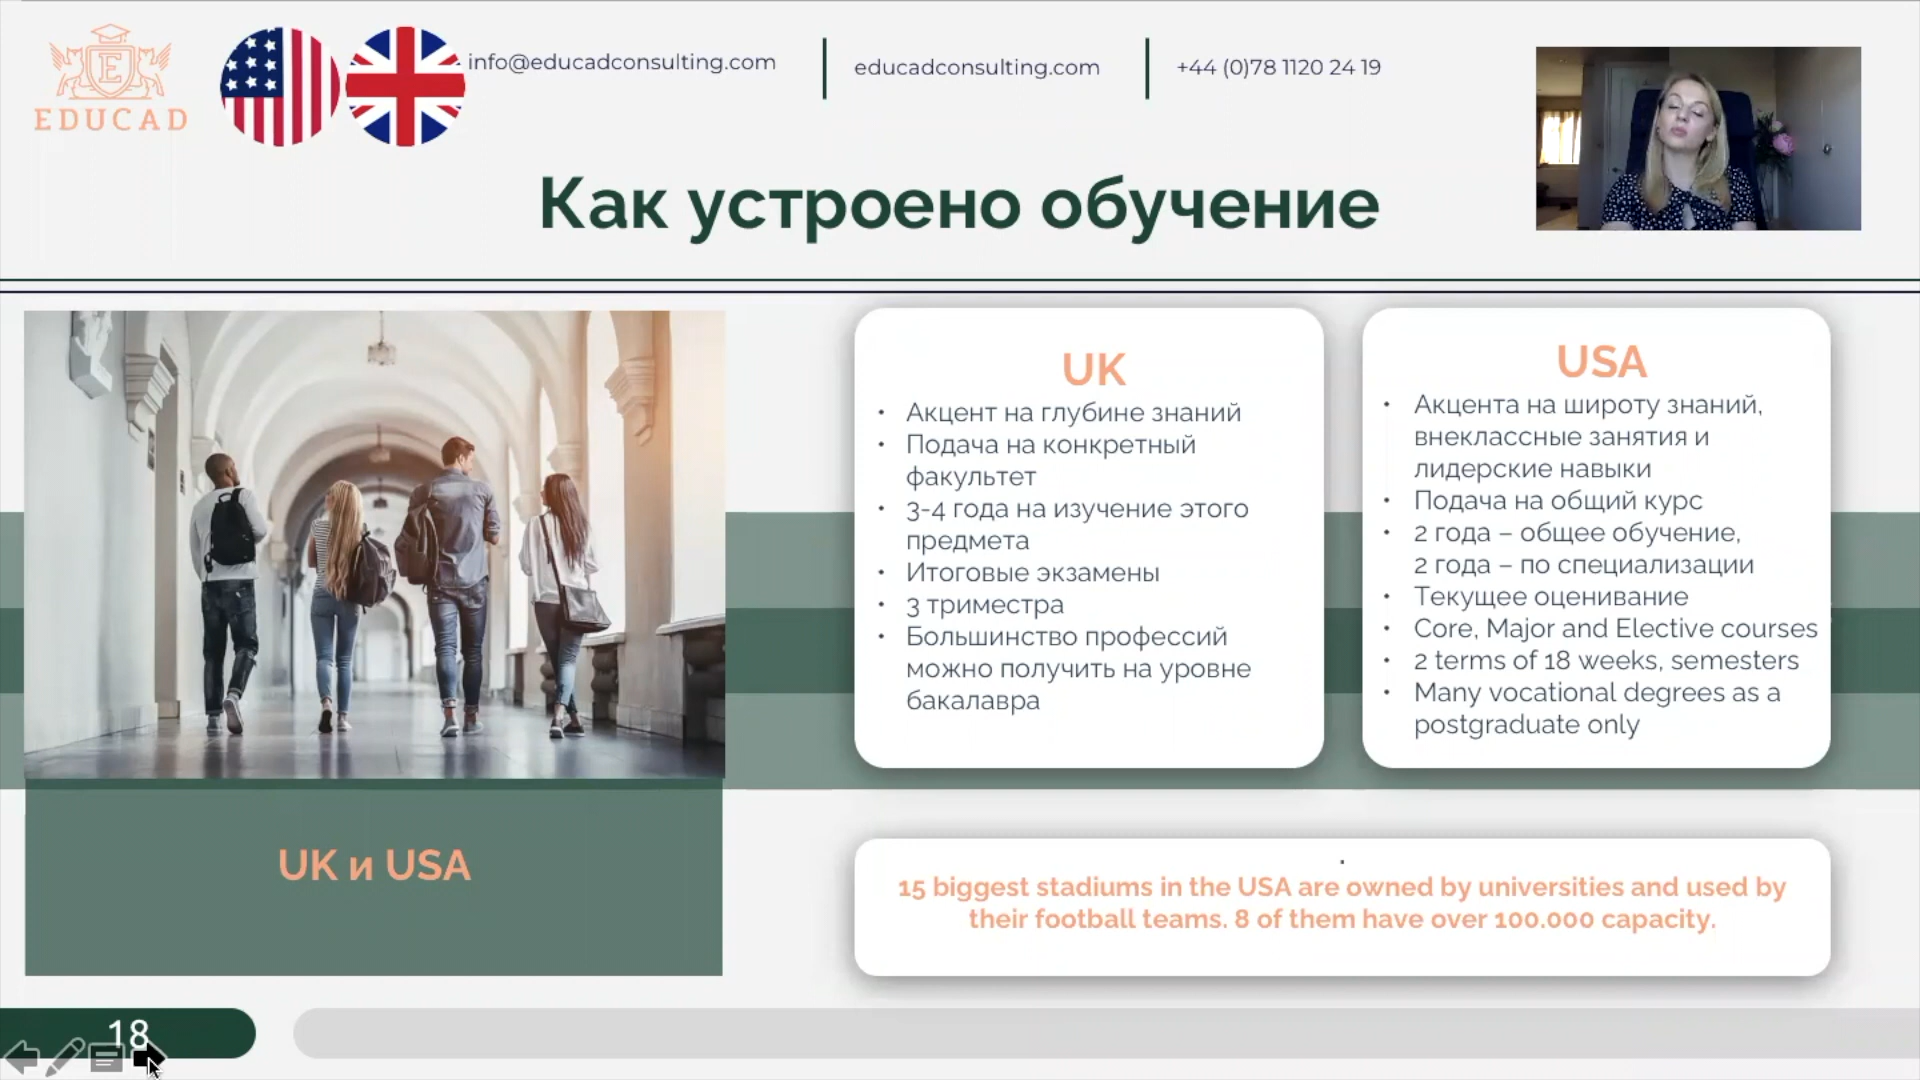 EDUCAD
info@educadconsulting.com
educadconsulting.com
+44 (0)78 1120 24 19
Как устроено обучение
UK
• Акцент на глубине знаний
• Подача на конкретный
факультет
• 3-4 года на изучение этого
предмета
• Итоговые экзамены
• 3 триместра
• Большинство профессий
можно получить на уровне
бакалавра
USA
• Акцента на широту знаний,
внеклассные занятия и
лидерские навыки
• Подача на общий курс
• 2 года – общее обучение,
2 года – по специализации
• Текущее оценивание
• Core, Major and Elective courses
• 2 terms of 18 weeks, semesters
• Many vocational degrees as a
postgraduate only
UK и USA
.
15 biggest stadiums in the USA are owned by universities and used by
their football teams. 8 of them have over 100.000 capacity.
18